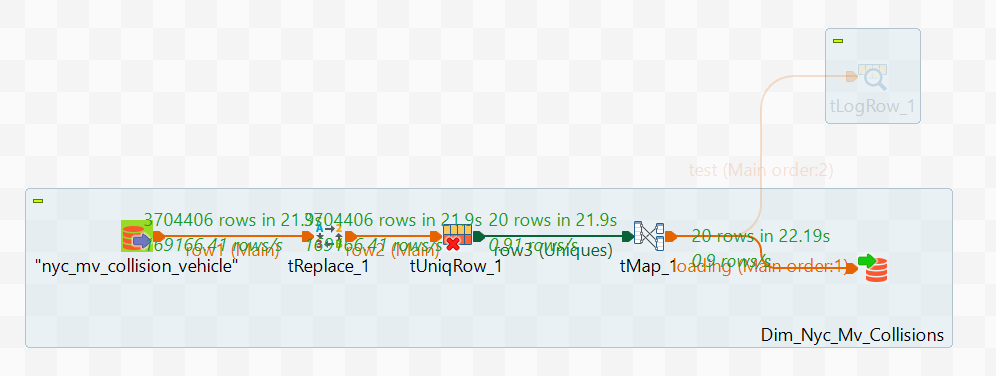 tLogRow_1
test (Main order:2)
3704406 rows in 21.9s
169166.41 rows/s
row1 (Main)
3704406 rows in 21.9s
169166.41 rows/s
row2 (Main)
20 rows in 21.9s
0.91 rows/s
row3 (Uniques)
20 rows in 22.19s
0.9 rows/s
loading (Main order:1)
"nyc_mv_collision_vehicle"
tReplace_1
tUniqRow_1
tMap_1
Dim_Nyc_Mv_Collisions